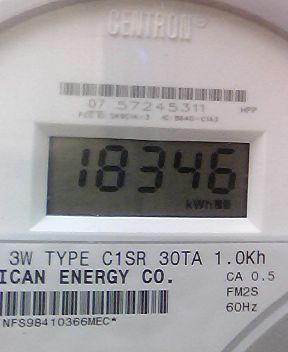 CENTRON
07 57245311 HPP
18346
kWh
3W TYPE C1SR 30TA 1.0Kh
ICAN ENERGY CO. CA 0.5
FM2S
NFS98410366MEC* 60Hz